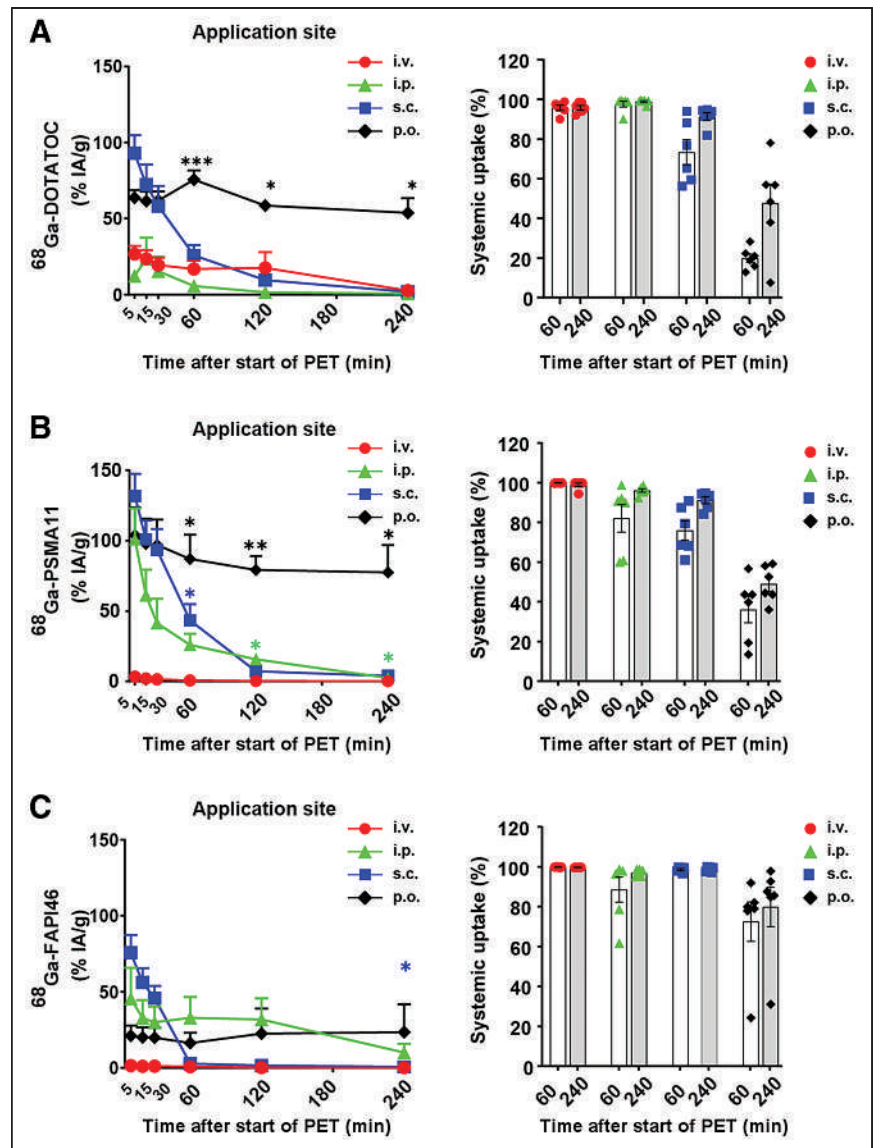 A
Application site
68Ga-DOTATOC
(% IA/g)
150
100
50
0
***
*
*
5 15 30 60 120 180 240
Time after start of PET (min)
i.v.
i.p.
s.c.
p.o.
Systemic uptake (%)
120
100
80
60
40
20
0
60 240 60 240 60 240 60 240
Time after start of PET (min)
i.v.
i.p.
s.c.
p.o.
B
Application site
68Ga-PSMA11
(% IA/g)
150
100
50
0
*
*
**
*
*
*
5 15 30 60 120 180 240
Time after start of PET (min)
i.v.
i.p.
s.c.
p.o.
Systemic uptake (%)
120
100
80
60
40
20
0
60 240 60 240 60 240 60 240
Time after start of PET (min)
i.v.
i.p.
s.c.
p.o.
C
Application site
68Ga-FAPI46
(% IA/g)
150
100
50
0
*
5 15 30 60 120 180 240
Time after start of PET (min)
i.v.
i.p.
s.c.
p.o.
Systemic uptake (%)
120
100
80
60
40
20
0
60 240 60 240 60 240 60 240
Time after start of PET (min)
i.v.
i.p.
s.c.
p.o.